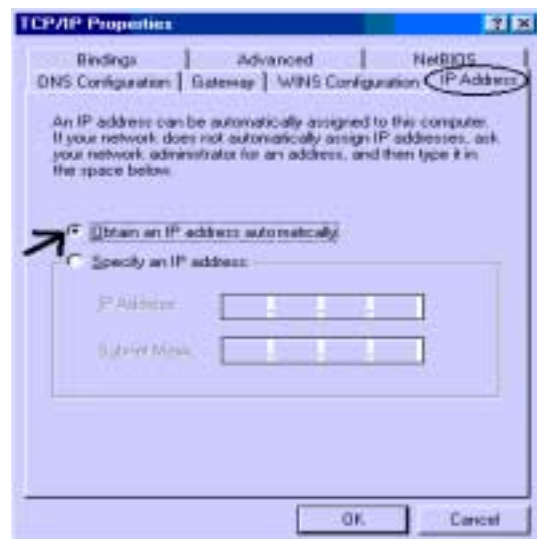 TCP/IP Properties
Bindings Advanced NetBIOS
DNS Configuration Gateway WINS Configuration IP Address
An IP address can be automatically assigned to this computer.
If your network does not automatically assign IP addresses, ask
your network administrator for an address, and then type it in
the space below.
Obtain an IP address automatically
Specify an IP address:
IP Address:
Subnet Mask:
OK Cancel